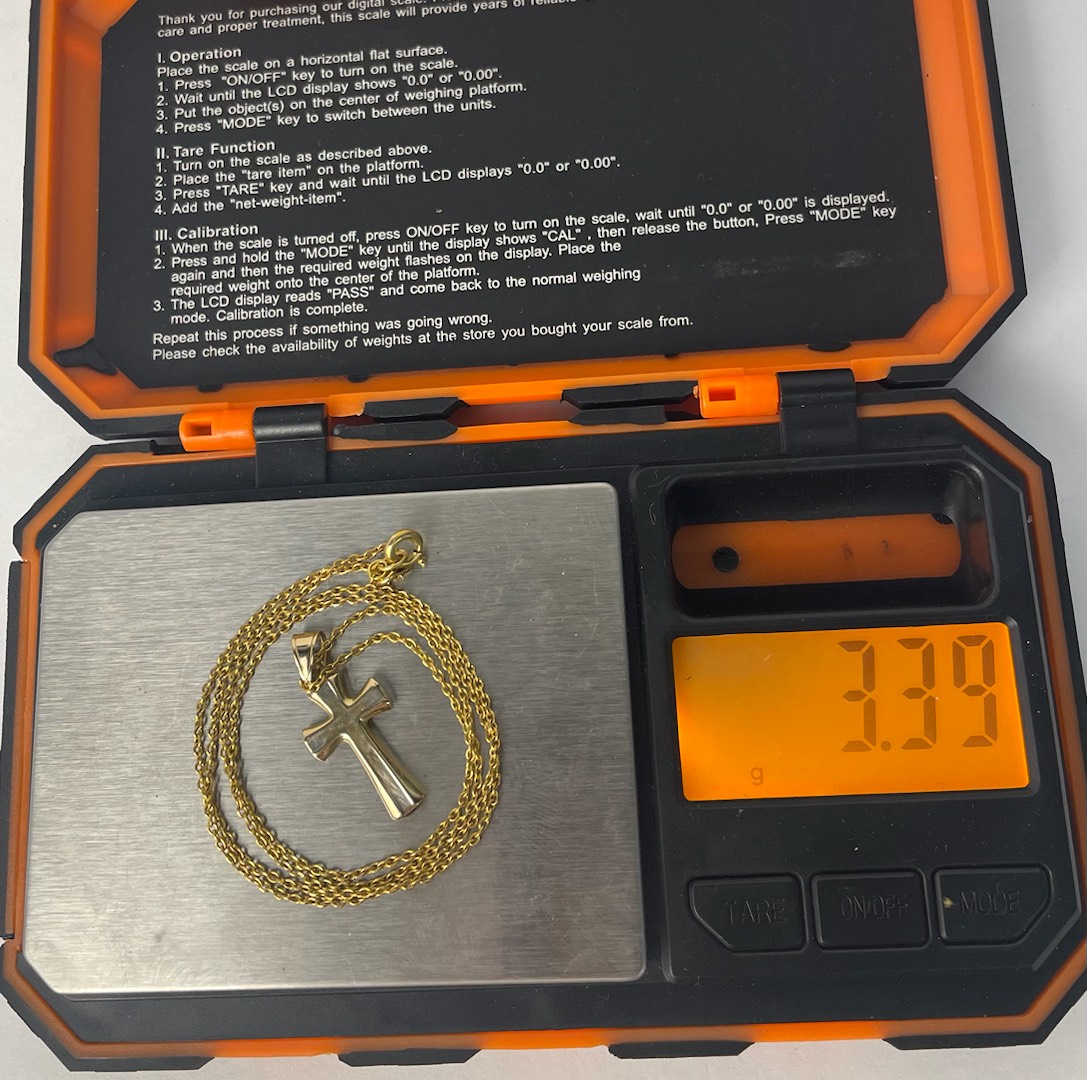 Thank you for purchasing our digital scale.
care and proper treatment, this scale will provide years of reliable
I. Operation
Place the scale on a horizontal flat surface.
1. Press "ON/OFF" key to turn on the scale.
2. Wait until the LCD display shows "0.0" or "0.00".
3. Put the object(s) on the center of weighing platform.
4. Press "MODE" key to switch between the units.
II. Tare Function
1. Turn on the scale as described above.
2. Place the "tare item" on the platform.
3. Press "TARE" key and wait until the LCD displays "0.0" or "0.00".
4. Add the "net-weight-item".
III. Calibration
1. When the scale is turned off, press ON/OFF key to turn on the scale, wait until "0.0" or "0.00" is displayed.
2. Press and hold the "MODE" key until the display shows "CAL" , then release the button, Press "MODE" key
again and then the required weight flashes on the display. Place the
required weight onto the center of the platform.
3. The LCD display reads "PASS" and come back to the normal weighing
mode. Calibration is complete.
Repeat this process if something was going wrong.
Please check the availability of weights at the store you bought your scale from.
3.39
g
TARE
ON/OFF
MODE